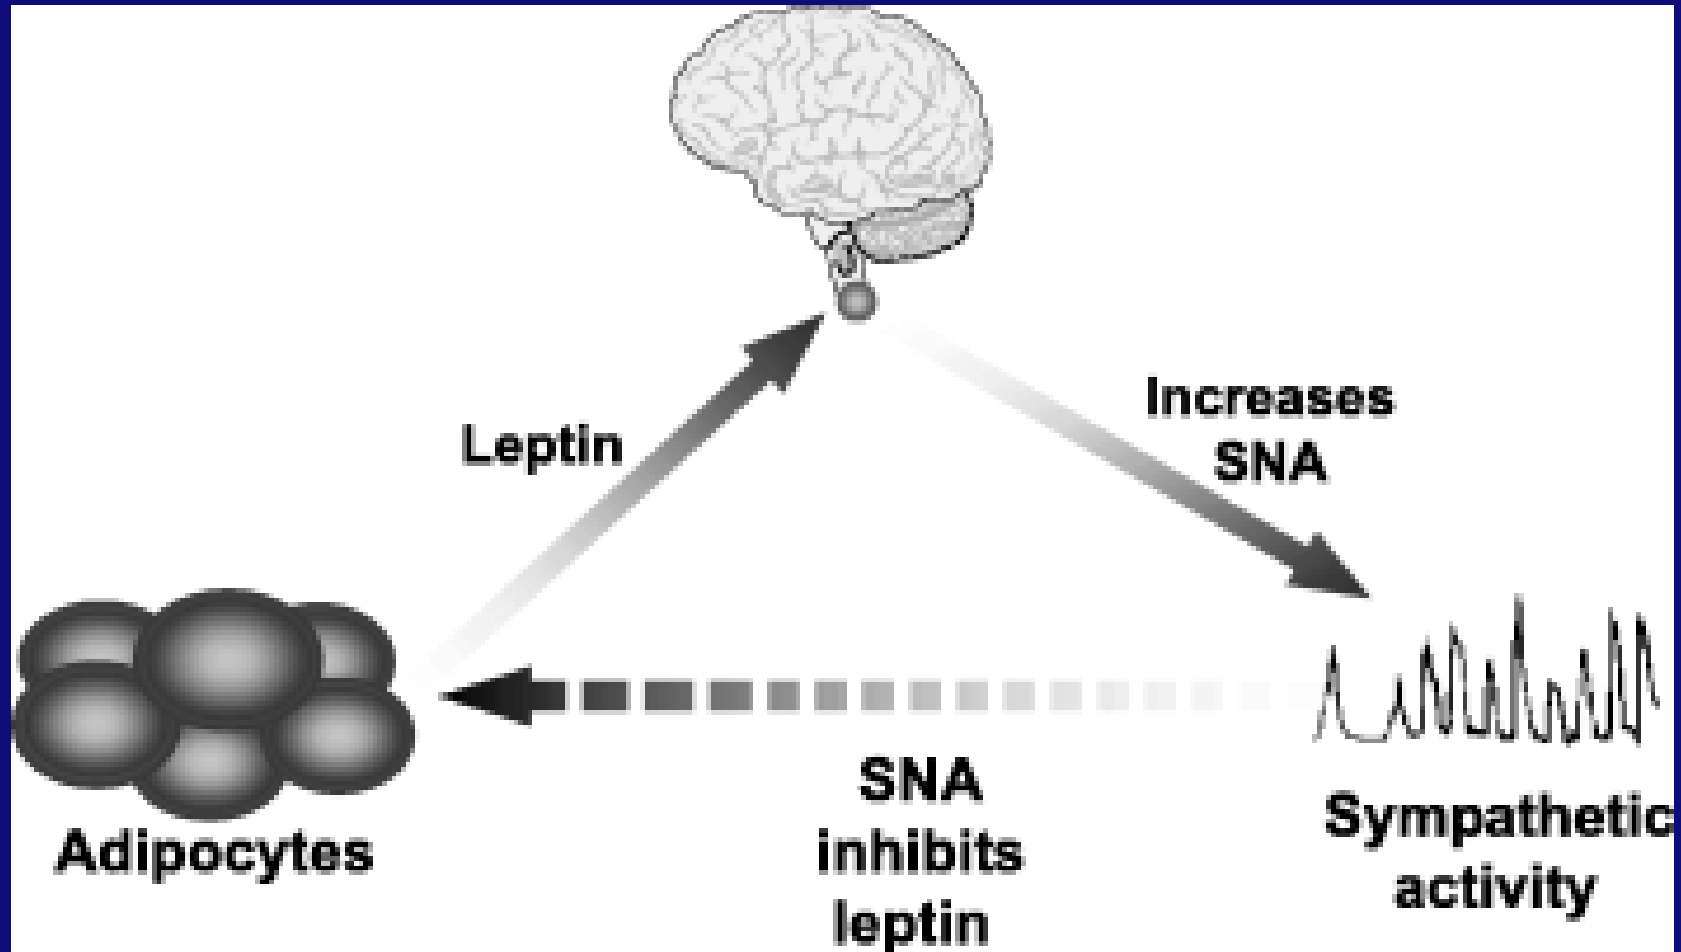 Leptin
Increases
SNA
SNA
inhibits
leptin
Adipocytes
Sympathetic
activity